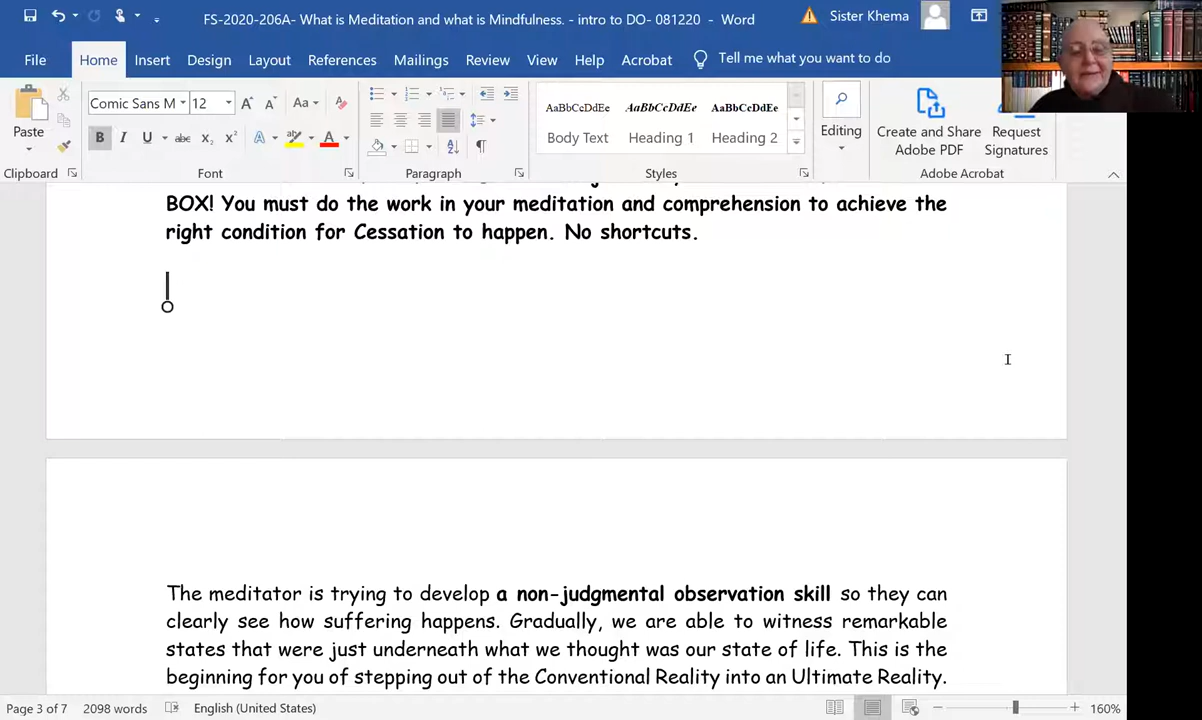 FS-2020-206A- What is Meditation and what is Mindfulness. - intro to DO- 081220 - Word
Sister Khema
File Home Insert Design Layout References Mailings Review View Help Acrobat Tell me what you want to do
Comic Sans M 12
Paste
Editing
AaBbCcDdEe AaBbCcDdEe AaBbCcDdEe
Body Text Heading 1 Heading 2
Create and Share Adobe PDF
Request Signatures
Clipboard Font Paragraph Styles Adobe Acrobat
BOX! You must do the work in your meditation and comprehension to achieve the
right condition for Cessation to happen. No shortcuts.
The meditator is trying to develop a non-judgmental observation skill so they can
clearly see how suffering happens. Gradually, we are able to witness remarkable
states that were just underneath what we thought was our state of life. This is the
beginning for you of stepping out of the Conventional Reality into an Ultimate Reality.
Page 3 of 7 2098 words English (United States) 160%